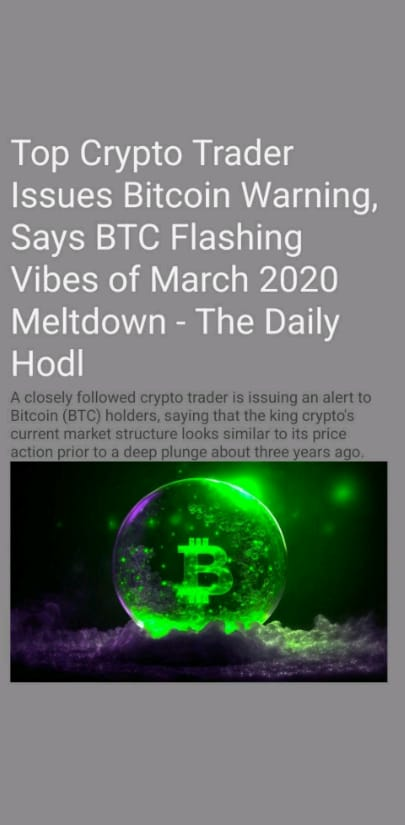 Top Crypto Trader
Issues Bitcoin Warning,
Says BTC Flashing
Vibes of March 2020
Meltdown - The Daily
Hodl
A closely followed crypto trader is issuing an alert to
Bitcoin (BTC) holders, saying that the king crypto's
current market structure looks similar to its price
action prior to a deep plunge about three years ago.